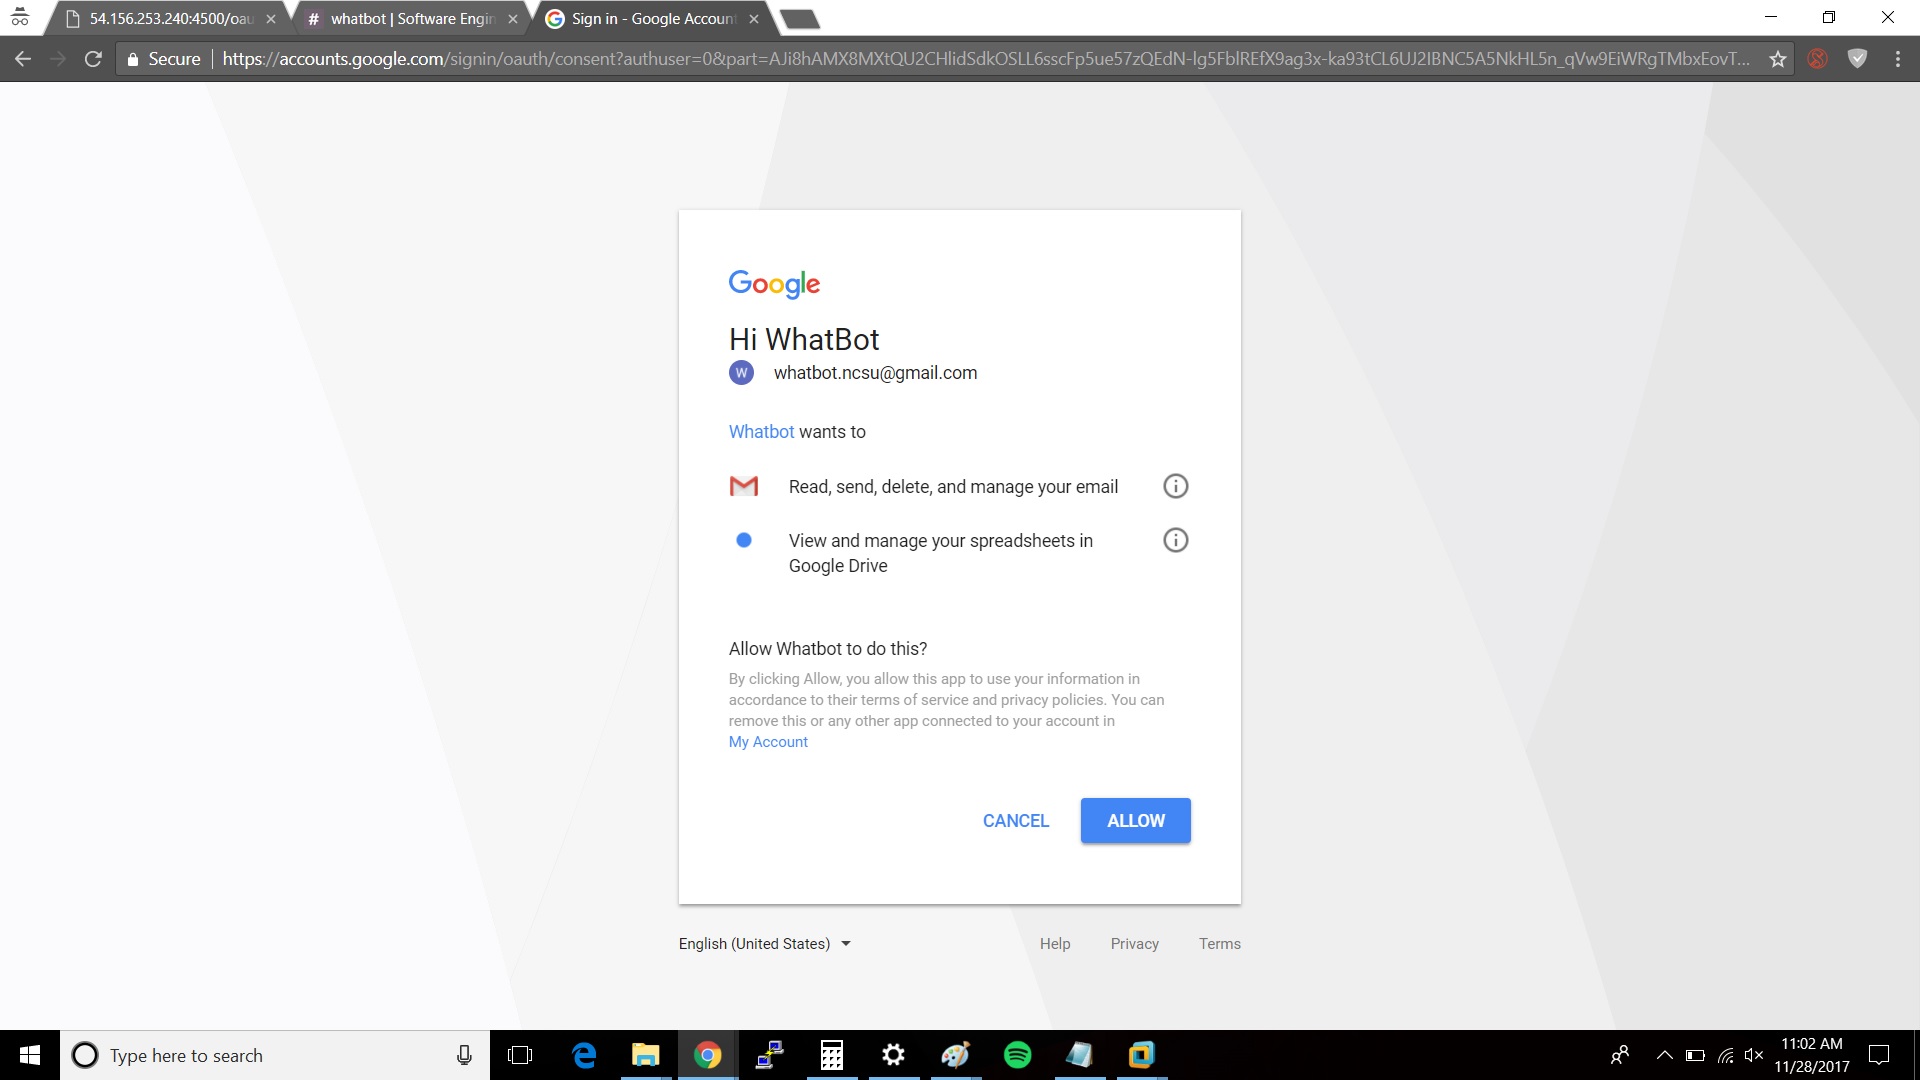 54.156.253.240:4500/oau
# whatbot | Software Engin
Sign in - Google Account
Secure
https://accounts.google.com/signin/oauth/consent?authuser=0&part=AJi8hAMX8MXtQU2CHlidSdkOSLL6sscFp5ue57zQEdN-lg5FblREfX9ag3x-ka93tCL6UJ2IBNC5A5NkHL5n_qVw9EiWRgTMbxEovT...
Google
Hi WhatBot
W whatbot.ncsu@gmail.com
Whatbot wants to
Read, send, delete, and manage your email
View and manage your spreadsheets in
Google Drive
Allow Whatbot to do this?
By clicking Allow, you allow this app to use your information in
accordance to their terms of service and privacy policies. You can
remove this or any other app connected to your account in
My Account
CANCEL ALLOW
English (United States) Help Privacy Terms
Type here to search
11:02 AM
11/28/2017